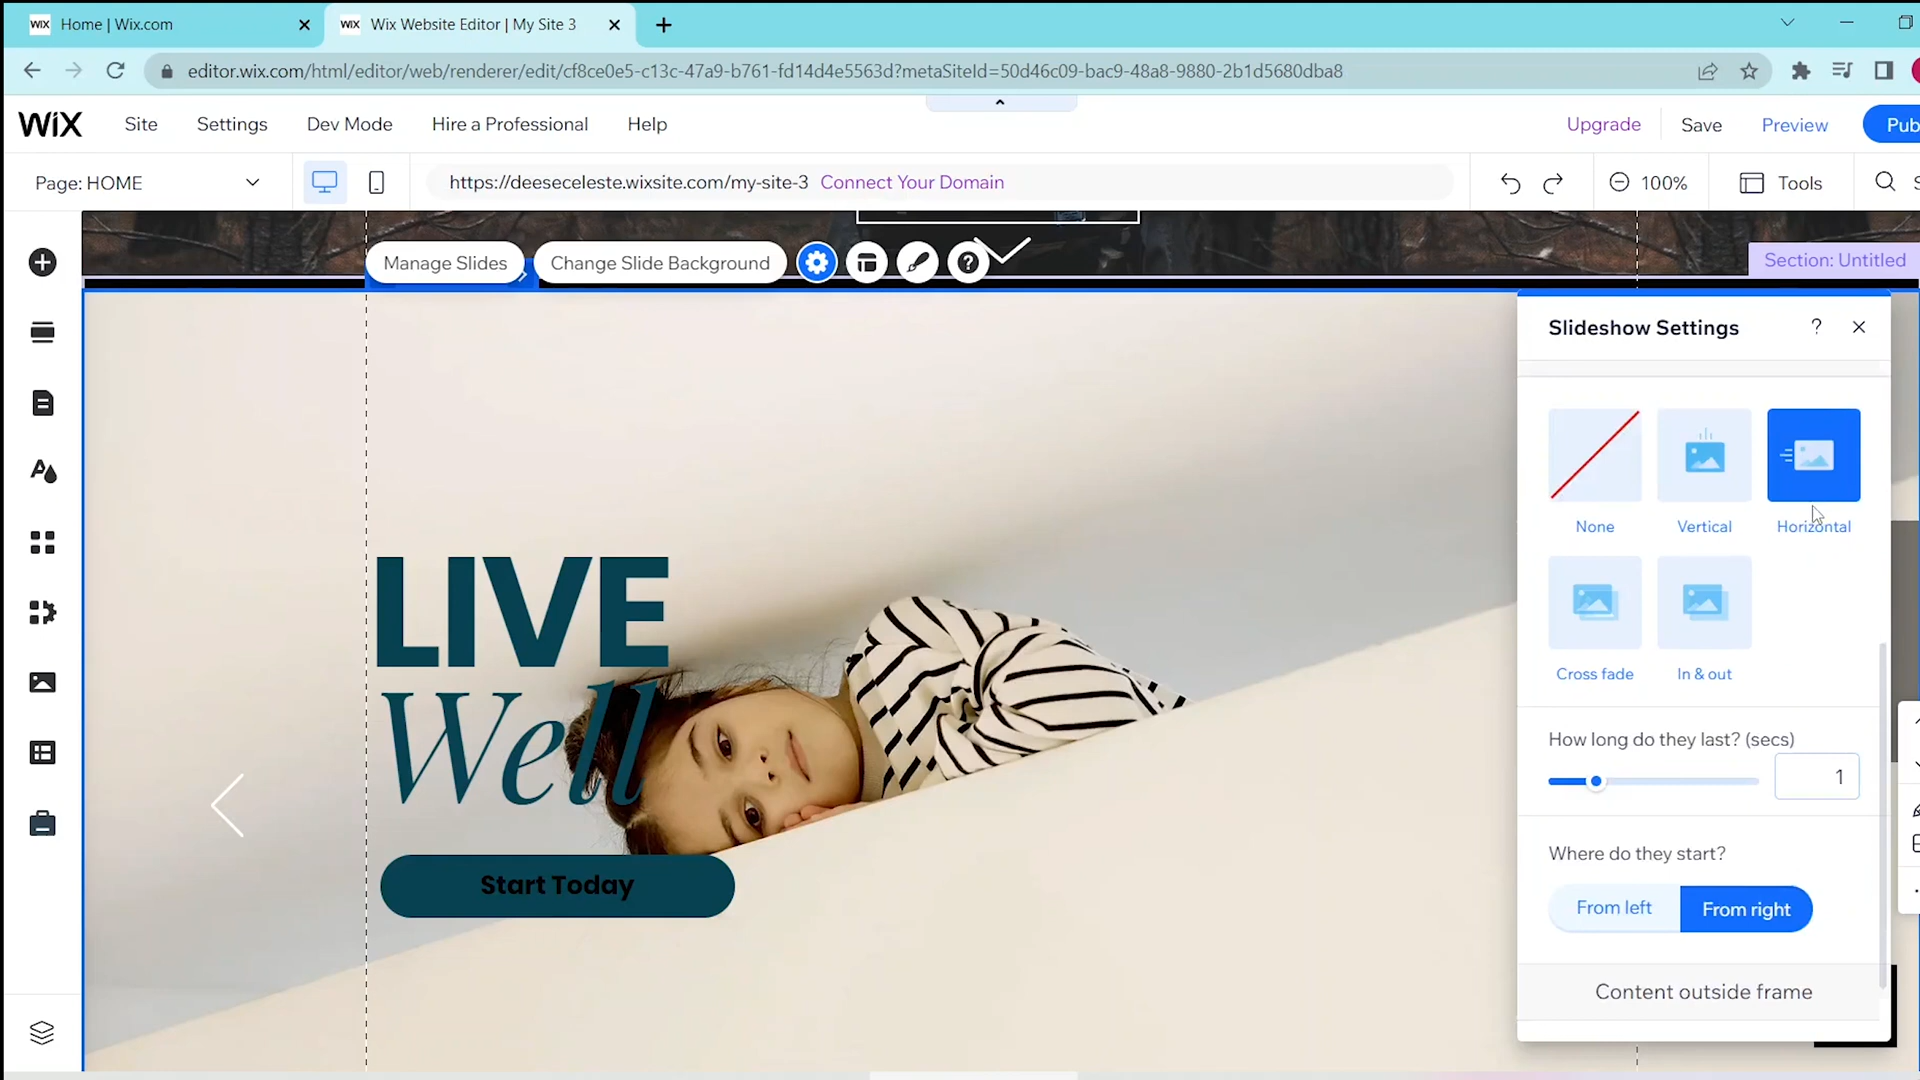 WiX Home | Wix.com
WiX Wix Website Editor | My Site 3
editor.wix.com/html/editor/web/renderer/edit/cf8ce0e5-c13c-47a9-b761-fd14d4e5563d?metaSiteId=50d46c09-bac9-48a8-9880-2b1d5680dba8
WiX Site Settings Dev Mode Hire a Professional Help Upgrade Save Preview Pub
Page: HOME https://deeseceleste.wixsite.com/my-site-3 Connect Your Domain 100% Tools S
Manage Slides Change Slide Background ? Section: Untitled
Slideshow Settings ?
None Vertical Horizontal
Cross fade In & out
How long do they last? (secs)
1
Where do they start?
From left From right
Content outside frame
LIVE
Well
Start Today